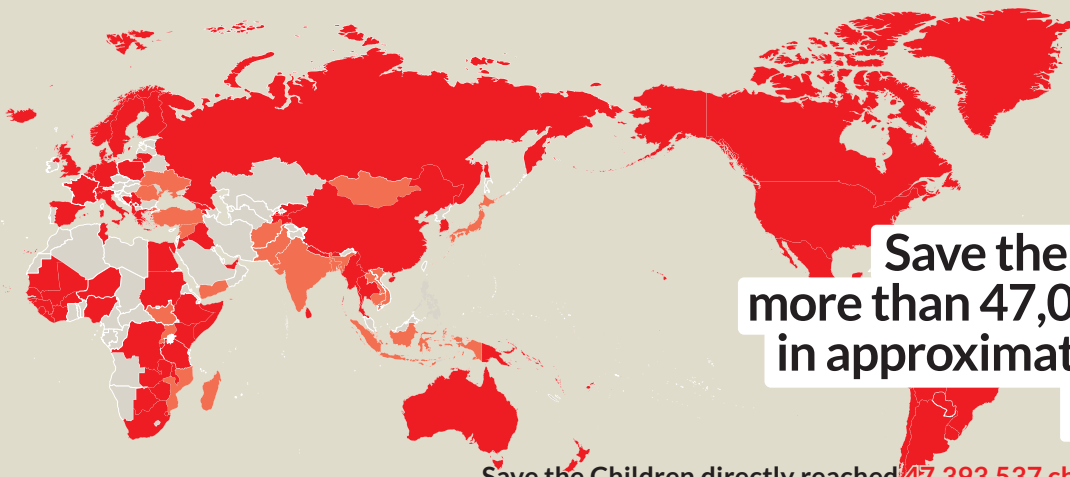 Save the
more than 47,0
in approximat
Save the Children directly reached 47,393,537 ch